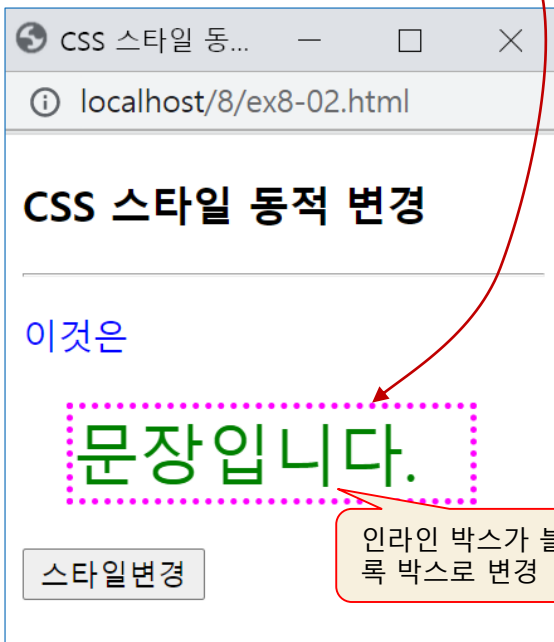 CSS 스타일 동...
localhost/8/ex8-02.html
CSS 스타일 동적 변경
이것은
문장입니다.
인라인 박스가 블
록 박스로 변경
스타일변경